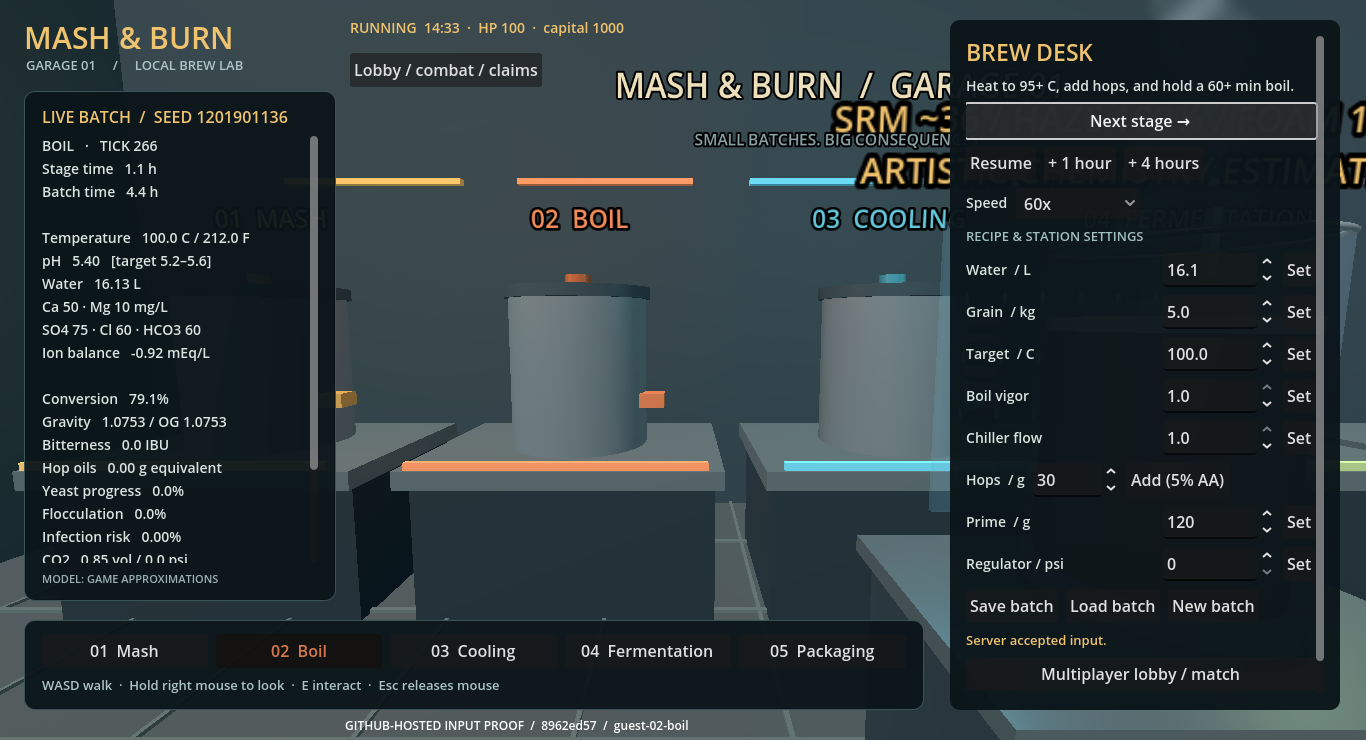 MASH & BURN
GARAGE 01 / LOCAL BREW LAB
RUNNING 14:33 · HP 100 · capital 1000
Lobby / combat / claims
LIVE BATCH / SEED 1201901136
BOIL · TICK 266
Stage time 1.1 h
Batch time 4.4 h
Temperature 100.0 C / 212.0 F
pH 5.40 [target 5.2–5.6]
Water 16.13 L
Ca 50 · Mg 10 mg/L
SO4 75 · Cl 60 · HCO3 60
Ion balance -0.92 mEq/L
Conversion 79.1%
Gravity 1.0753 / OG 1.0753
Bitterness 0.0 IBU
Hop oils 0.00 g equivalent
Yeast progress 0.0%
Flocculation 0.0%
Infection risk 0.00%
CO2 0.85 vol / 0.0 psi
MODEL: GAME APPROXIMATIONS
MASH & BURN / GARAGE 01
SRM ~3
SMALL BATCHES. BIG CONSEQUEN
ARTIS
01 MASH
02 BOIL
03 COOLING
04 FERMENTATION
BREW DESK
Heat to 95+ C, add hops, and hold a 60+ min boil.
Next stage →
Resume + 1 hour + 4 hours
Speed 60x
RECIPE & STATION SETTINGS
Water / L 16.1 Set
Grain / kg 5.0 Set
Target / C 100.0 Set
Boil vigor 1.0 Set
Chiller flow 1.0 Set
Hops / g 30 Add (5% AA)
Prime / g 120 Set
Regulator / psi 0 Set
Save batch Load batch New batch
Server accepted input.
Multiplayer lobby / match
01 Mash 02 Boil 03 Cooling 04 Fermentation 05 Packaging
WASD walk · Hold right mouse to look · E interact · Esc releases mouse
GITHUB-HOSTED INPUT PROOF / 8962ed57 / guest-02-boil